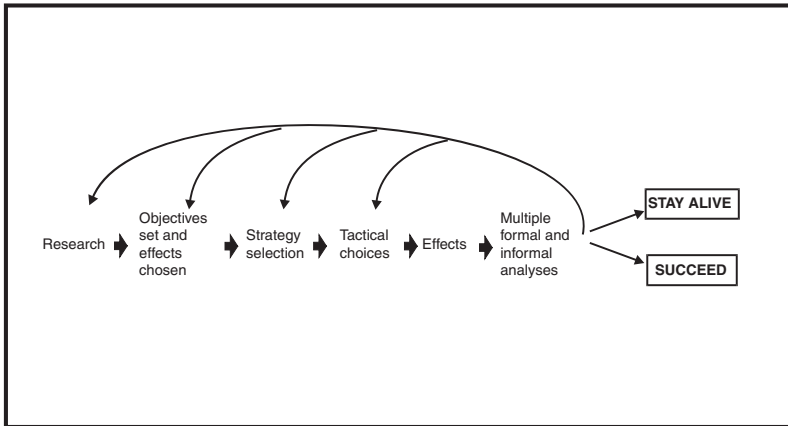 Research
Objectives
set and
effects
chosen
Strategy
selection
Tactical
choices
Effects
Multiple
formal and
informal
analyses
STAY ALIVE
SUCCEED